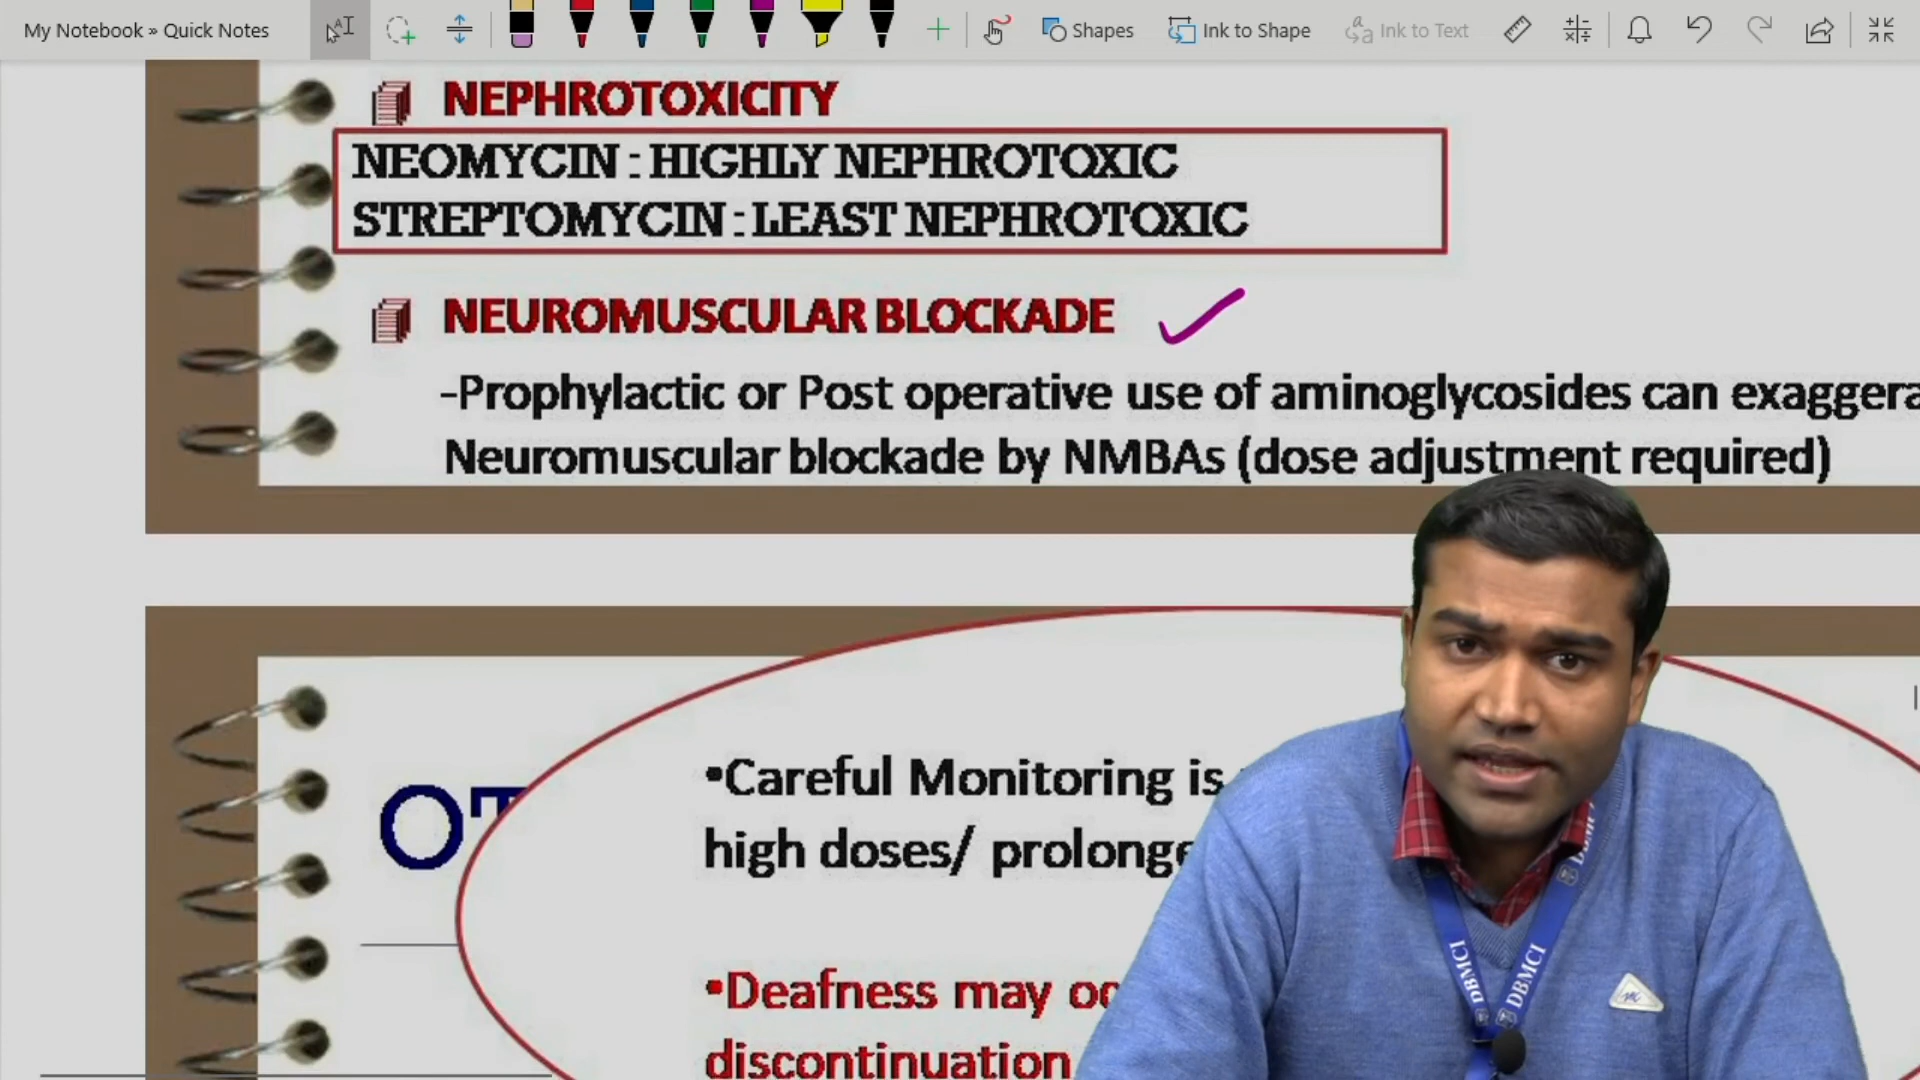 My Notebook » Quick Notes
Shapes
Ink to Shape
Ink to Text
NEPHROTOXICITY
NEOMYCIN : HIGHLY NEPHROTOXIC
STREPTOMYCIN : LEAST NEPHROTOXIC
NEUROMUSCULAR BLOCKADE
-Prophylactic or Post operative use of aminoglycosides can exaggera
Neuromuscular blockade by NMBAs (dose adjustment required)
•Careful Monitoring is
high doses/ prolonge
•Deafness may oc
discontinuation
DBMCI
DBMCI